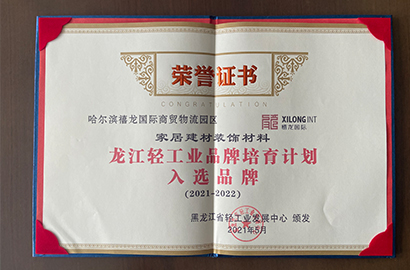 荣誉证书
CONGRATULATION
哈尔滨禧龙国际商贸物流园区 XILONG INT
禧龙国际
家居建材装饰材料
龙江轻工业品牌培育计划
入选品牌
(2021-2022)
黑龙江省轻工业发展中心 颁发
2021年5月